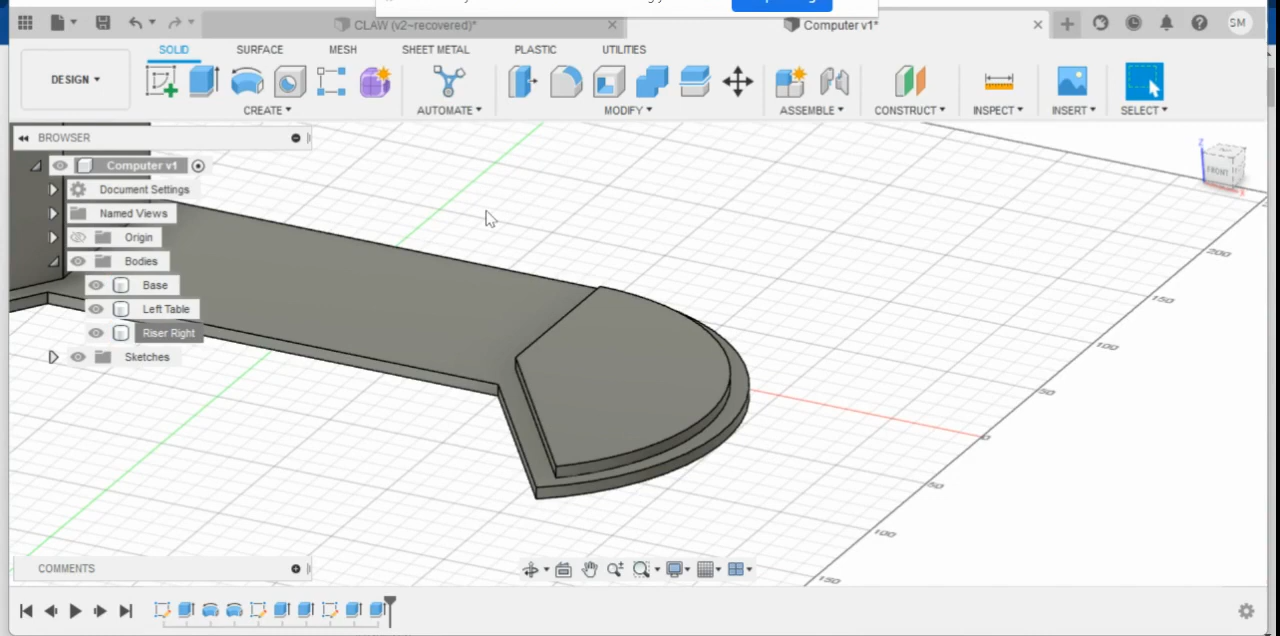 CLAW (v2~recovered)*
Computer v1*
SM
DESIGN
SOLID
SURFACE
MESH
SHEET METAL
PLASTIC
UTILITIES
CREATE
AUTOMATE
MODIFY
ASSEMBLE
CONSTRUCT
INSPECT
INSERT
SELECT
BROWSER
Computer v1
Document Settings
Named Views
Origin
Bodies
Base
Left Table
Riser Right
Sketches
Z
FRONT
X
200
150
100
50
0
50
100
150
COMMENTS